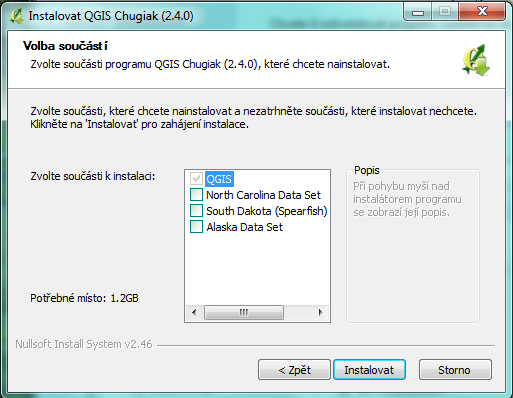 Instalovat QGIS Chugiak (2.4.0)
Volba součástí
Zvolte součásti programu QGIS Chugiak (2.4.0), které chcete nainstalovat.
Zvolte součásti, které chcete nainstalovat a nezatrhněte součásti, které instalovat nechcete.
Klikněte na 'Instalovat' pro zahájení instalace.
Zvolte součásti k instalaci:
QGIS
North Carolina Data Set
South Dakota (Spearfish)
Alaska Data Set
Popis
Při pohybu myší nad
instálátorem programu
se zobrazí její popis.
Potřebné místo: 1.2GB
Nullsoft Install System v2.46
< Zpět
Instalovat
Storno